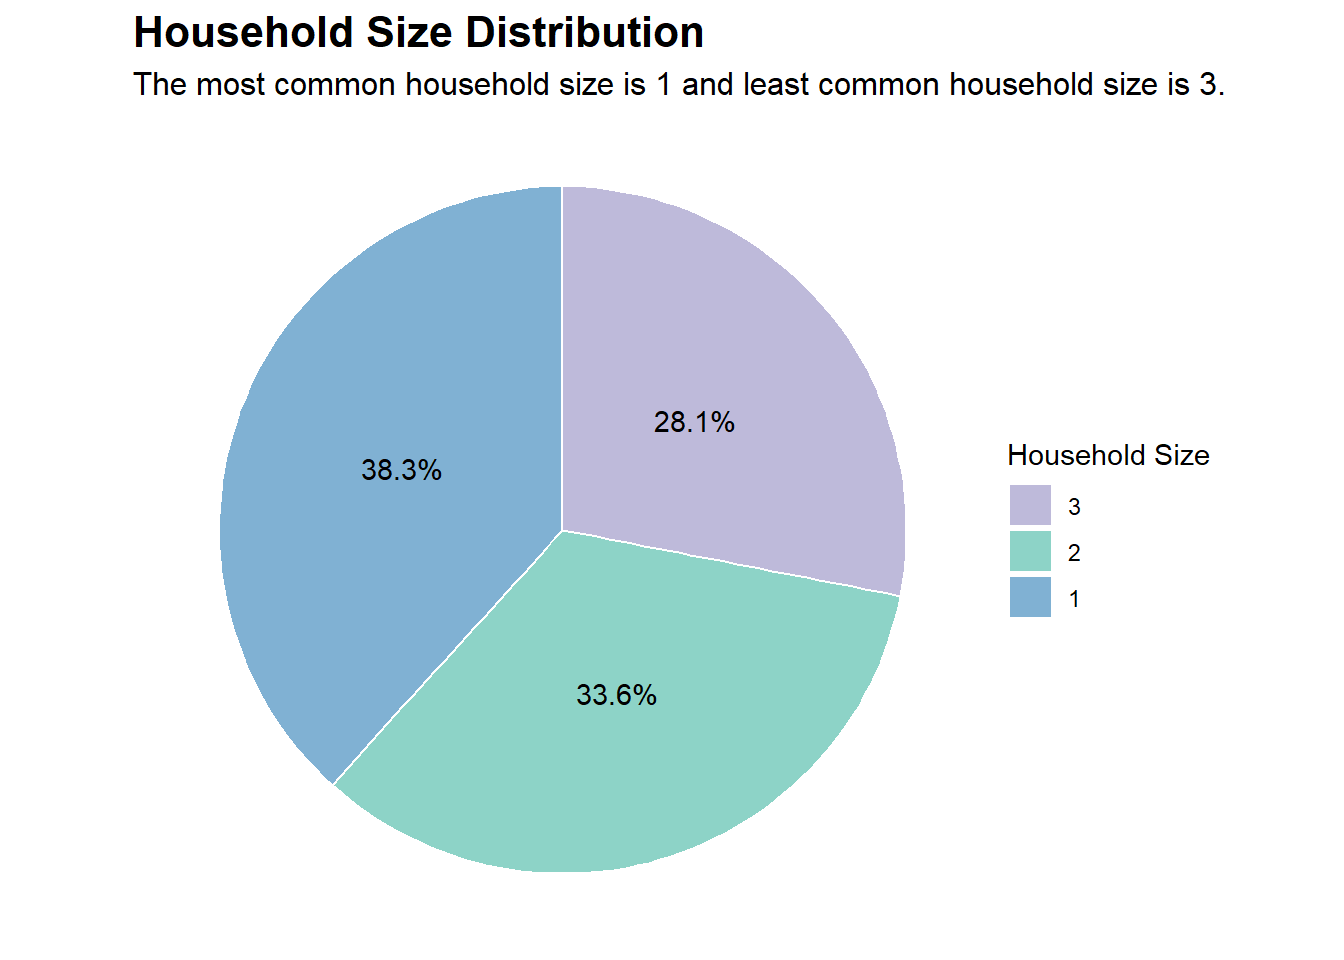 Household Size Distribution
The most common household size is 1 and least common household size is 3.
28.1%
38.3%
33.6%
Household Size
3
2
1